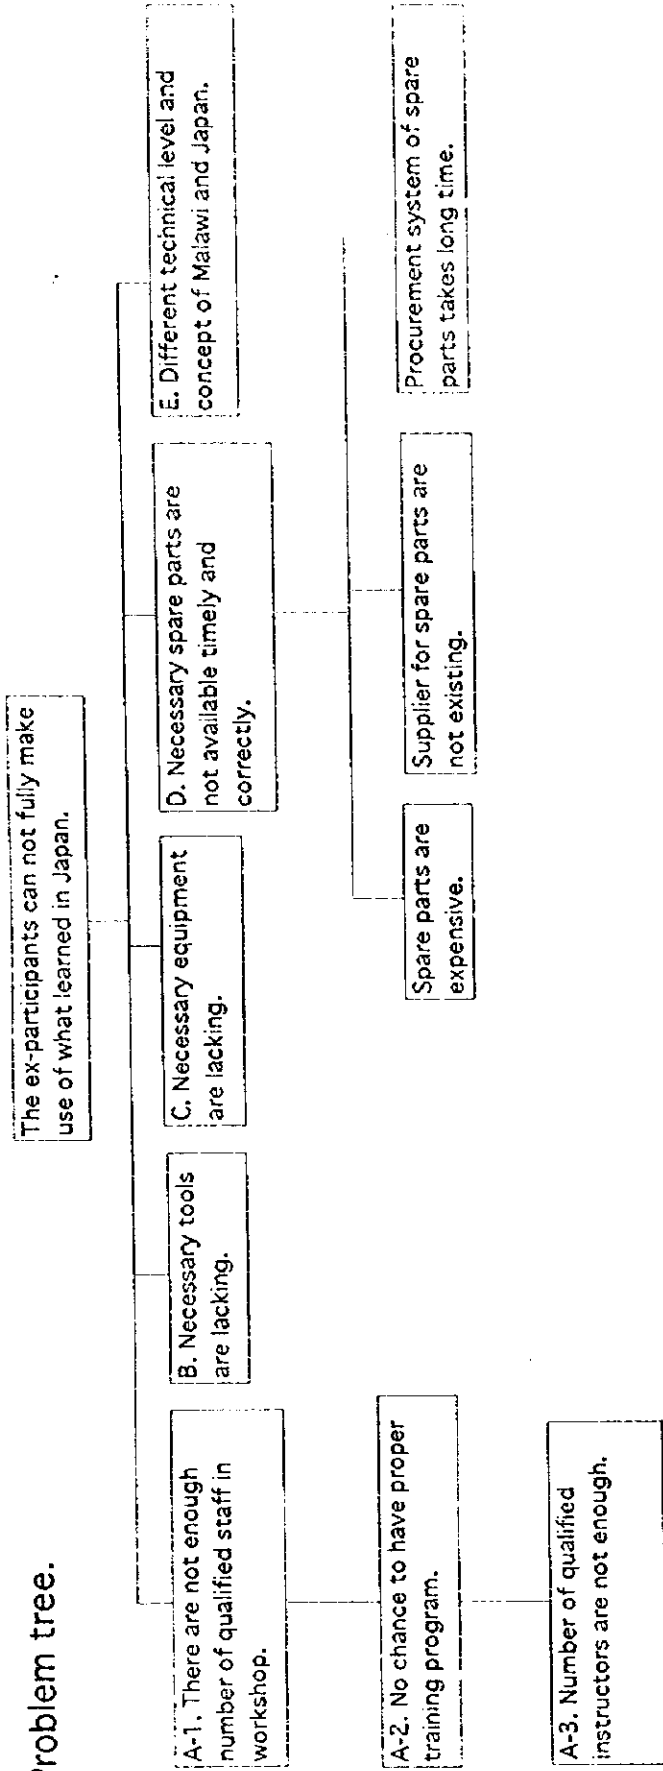 Problem tree.
The ex-participants can not fully make
use of what learned in Japan.
A-1. There are not enough
number of qualified staff in
workshop.
B. Necessary tools
are lacking.
C. Necessary equipment
are lacking.
D. Necessary spare parts are
not available timely and
correctly.
E. Different technical level and
concept of Malawi and Japan.
A-2. No chance to have proper
training program.
Spare parts are
expensive.
Supplier for spare parts are
not existing.
Procurement system of spare
parts takes long time.
A-3. Number of qualified
instructors are not enough.